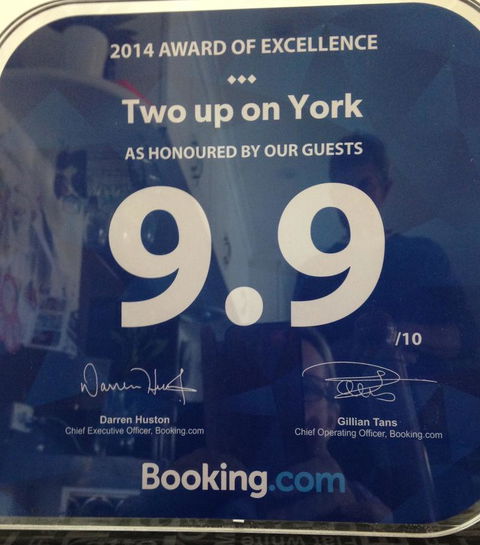 2014 AWARD OF EXCELLENCE
Two up on York
AS HONOURED BY OUR GUESTS
9.9
/10
Darren Huston
Chief Executive Officer, Booking.com
Gillian Tans
Chief Operating Officer, Booking.com
Booking.com